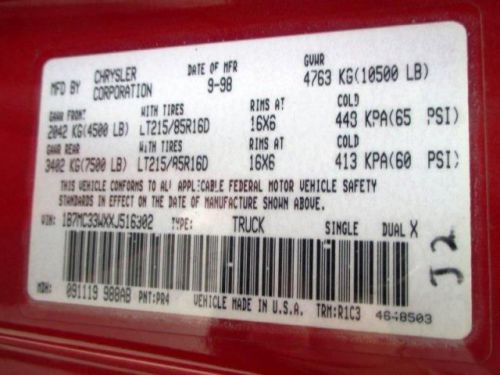 MFD BY CHRYSLER CORPORATION DATE OF MFR 9-98 GVWR 4763 KG(10500 LB)
GAWR FRONT WITH TIRES RIMS AT COLD
2042 KG(4500 LB) LT215/85R16D 16X6 449 KPA(65 PSI)
GAWR REAR WITH TIRES RIMS AT COLD
3402 KG(7500 LB) LT215/85R16D 16X6 413 KPA(60 PSI)
THIS VEHICLE CONFORMS TO ALL APPLICABLE FEDERAL MOTOR VEHICLE SAFETY
STANDARDS IN EFFECT ON THE DATE OF MANUFACTURE SHOWN ABOVE.
VIN: 1B7MC33WXXJ516302 TYPE: TRUCK SINGLE DUAL X
J2
MDH: 091119 988AB PNT:PR4 VEHICLE MADE IN U.S.A. TRM:R1C3 4648503